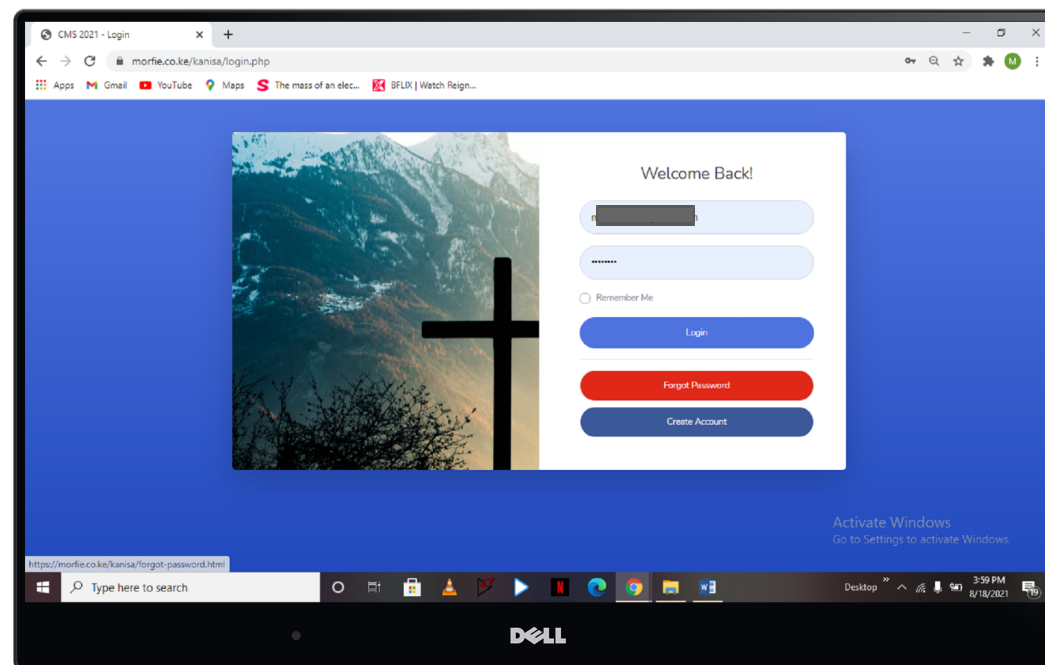 CMS 2021 - Login
morfie.co.ke/kanisa/login.php
M
Apps
Gmail
YouTube
Maps
The mass of an elec...
BFLIX | Watch Reign...
Welcome Back!
Remember Me
Login
Forgot Password
Create Account
Activate Windows
Go to Settings to activate Windows.
https://morfie.co.ke/kanisa/forgot-password.html
Type here to search
Desktop
3:59 PM
8/18/2021
19
DELL